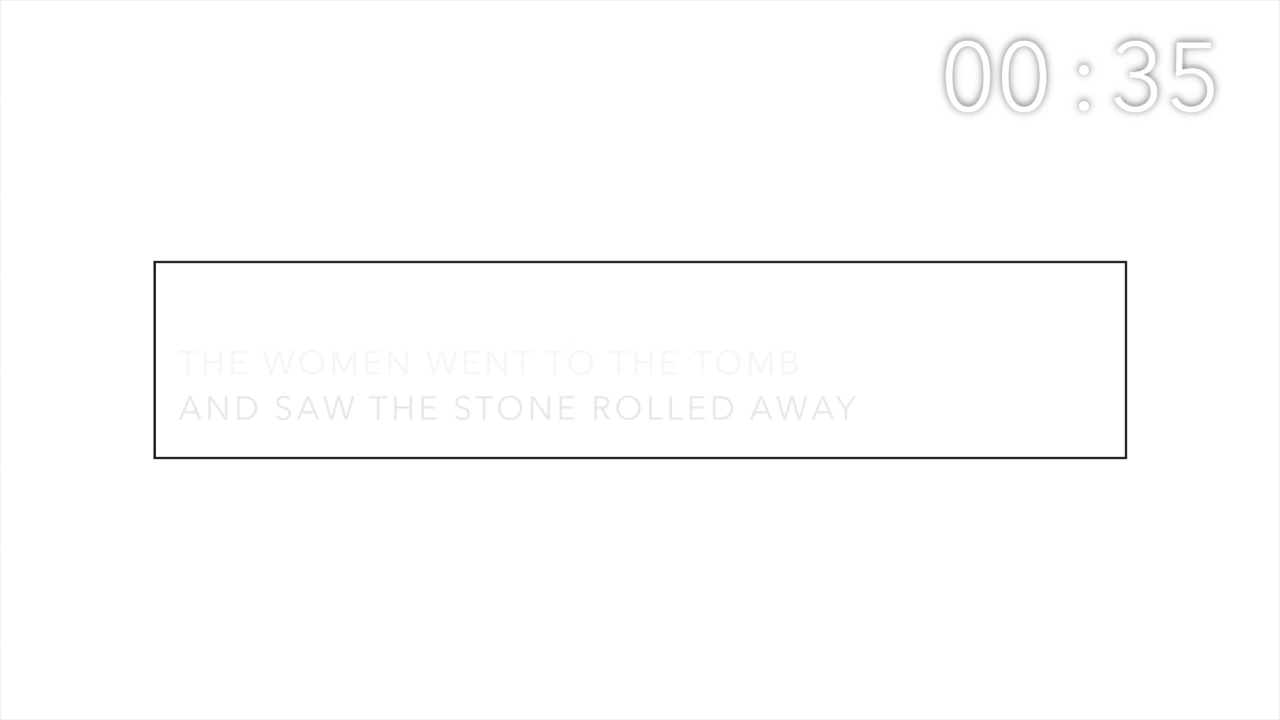 00:35
THE WOMEN WENT TO THE TOMB
AND SAW THE STONE ROLLED AWAY